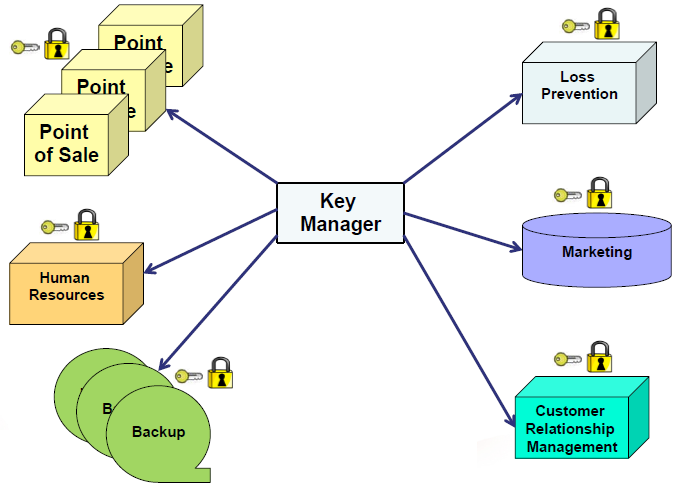 Point
e
Point
e
Point
of Sale
Loss
Prevention
Key
Manager
Marketing
Human
Resources
B
Backup
Customer
Relationship
Management